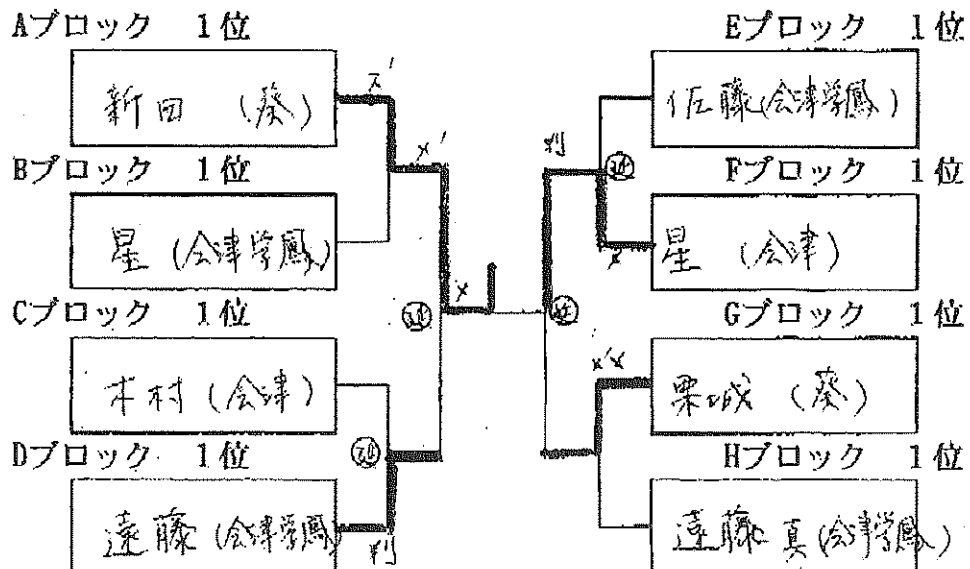 Aブロック 1位
新田 (葵)
Bブロック 1位
星 (会津学鳳)
Cブロック 1位
木村 (会津)
Dブロック 1位
遠藤 (会津学鳳)
判
Eブロック 1位
佐藤 (会津学鳳)
判
Fブロック 1位
星 (会津)
Gブロック 1位
栗城 (葵)
Hブロック 1位
遠藤真 (会津学鳳)